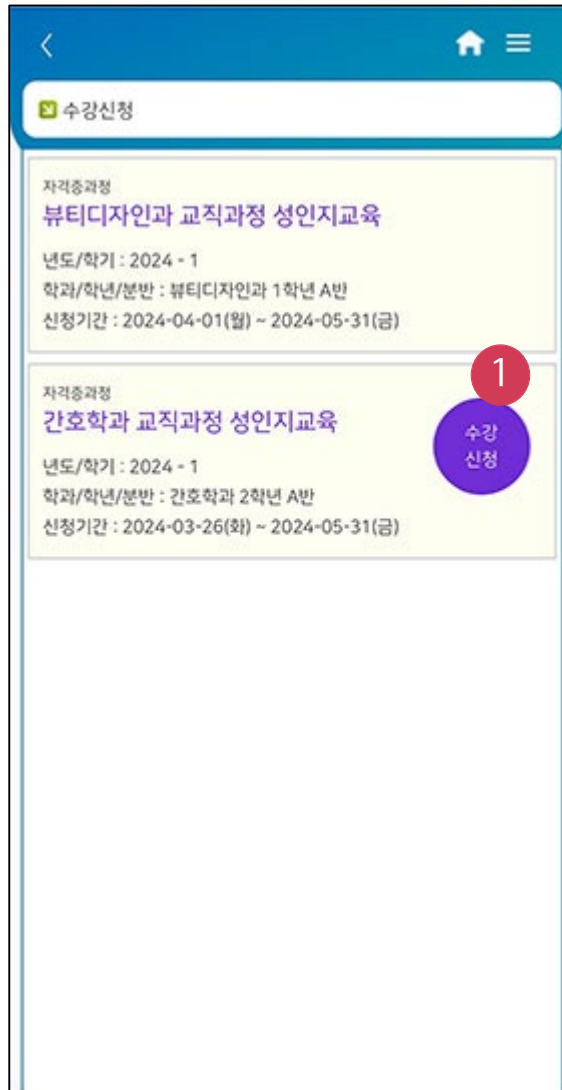 수강신청
자격증과정
뷰티디자인과 교직과정 성인지교육
년도/학기 : 2024 - 1
학과/학년/분반 : 뷰티디자인과 1학년 A반
신청기간 : 2024-04-01(월) ~ 2024-05-31(금)
1
자격증과정
간호학과 교직과정 성인지교육
수강
신청
년도/학기 : 2024 - 1
학과/학년/분반 : 간호학과 2학년 A반
신청기간 : 2024-03-26(화) ~ 2024-05-31(금)